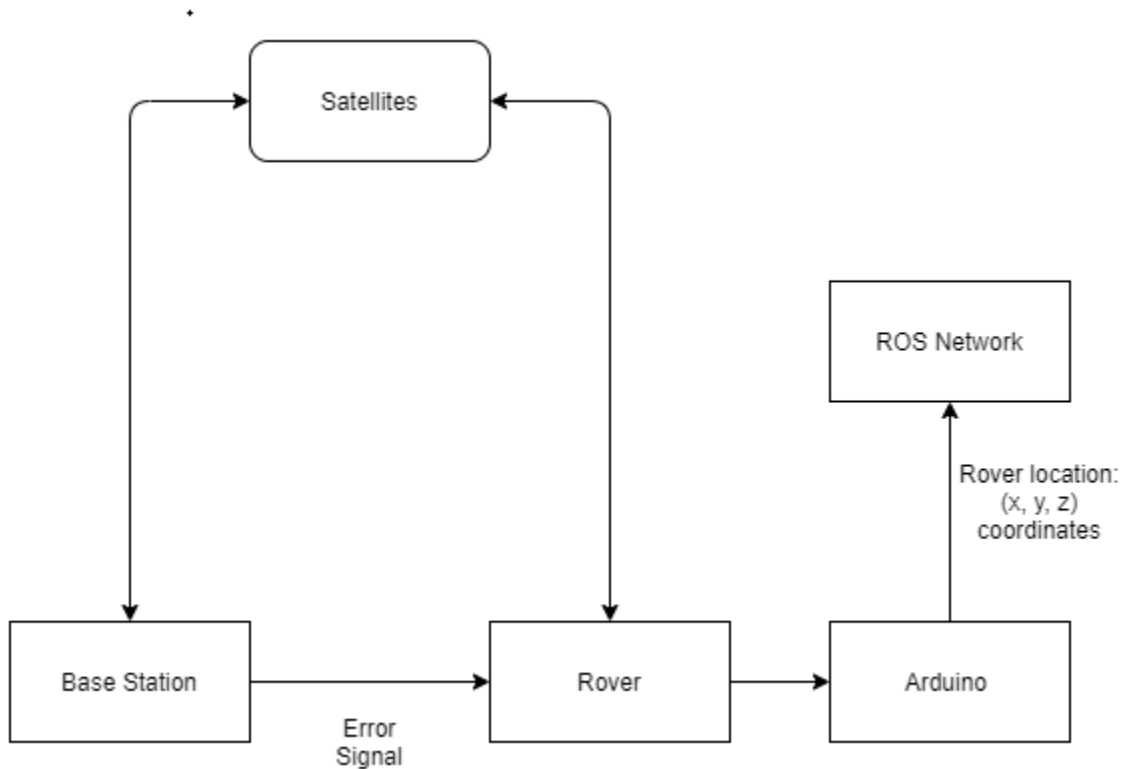 Satellites
ROS Network
Rover location:
(x, y, z)
coordinates
Base Station
Rover
Arduino
Error
Signal